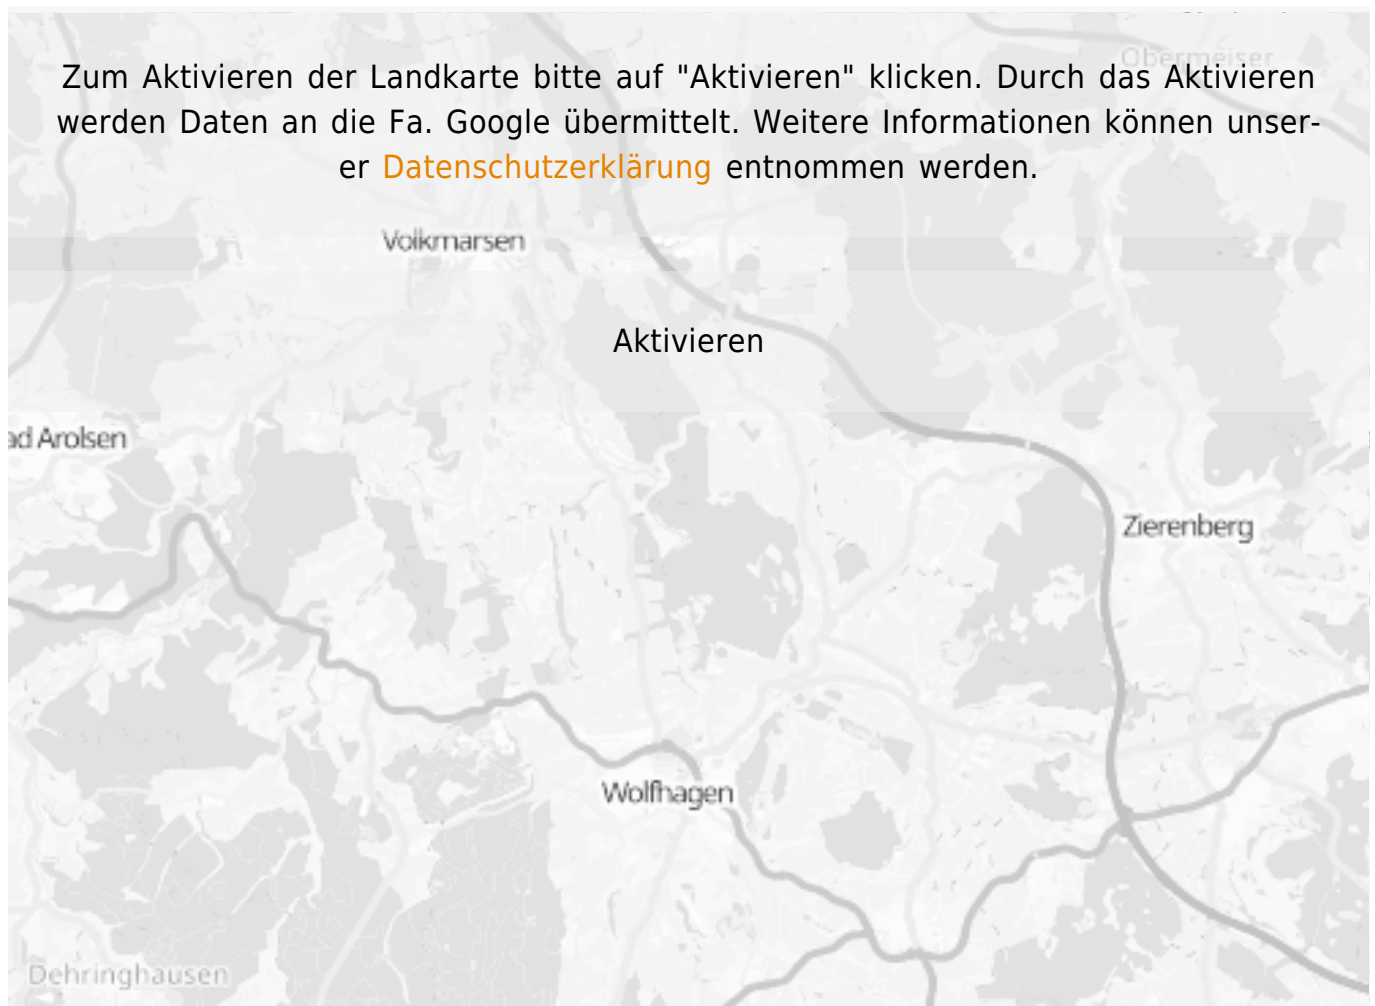 Obermeiser
Zum Aktivieren der Landkarte bitte auf "Aktivieren" klicken. Durch das Aktivieren
werden Daten an die Fa. Google übermittelt. Weitere Informationen können unser-
er Datenschutzerklärung entnommen werden.
Volkmarsen
Aktivieren
ad Arolsen
Zierenberg
Wolfhagen
Dehringhausen